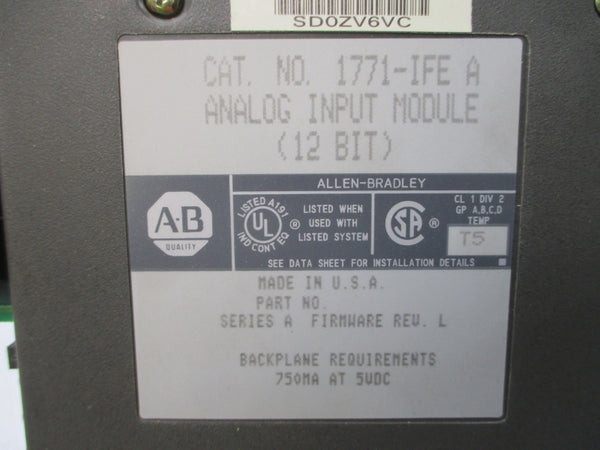 SD0ZV6VC
CAT. NO. 1771-IFE A
ANALOG INPUT MODULE
(12 BIT)
ALLEN-BRADLEY
A-B
QUALITY
LISTED A191
UL
IND CONT EQ
®
LISTED WHEN
USED WITH
LISTED SYSTEM
SA
®
CL 1 DIV 2
GP A,B,C,D
TEMP
T5
SEE DATA SHEET FOR INSTALLATION DETAILS
MADE IN U.S.A.
PART NO.
SERIES A FIRMWARE REV. L
BACKPLANE REQUIREMENTS
750MA AT 5VDC